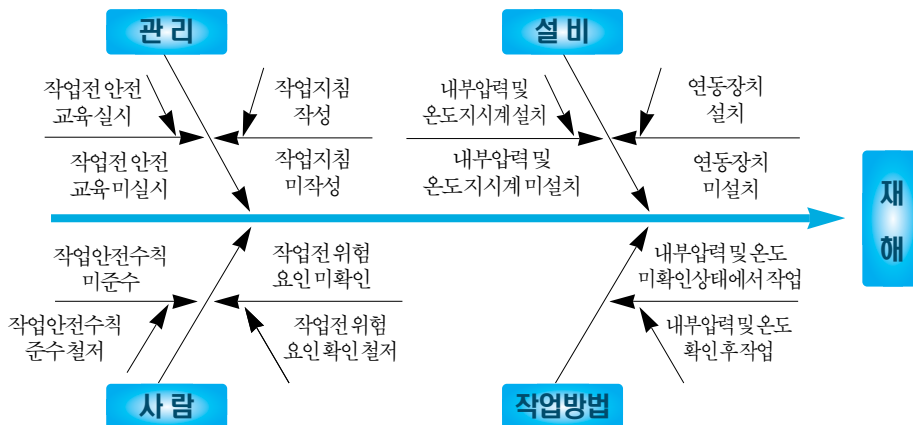 관리
설비
작업전 안전
교육 실시
작업지침
작성
내부압력 및
온도지시계 설치
연동장치
설치
작업전 안전
교육 미실시
작업지침
미작성
내부압력 및
온도지시계 미설치
연동장치
미설치
재
해
작업안전수칙
미준수
작업전 위험
요인 미확인
내부압력 및 온도
미확인상태에서 작업
작업안전수칙
준수 철저
작업전 위험
요인 확인 철저
내부압력 및 온도
확인 후 작업
사람
작업방법